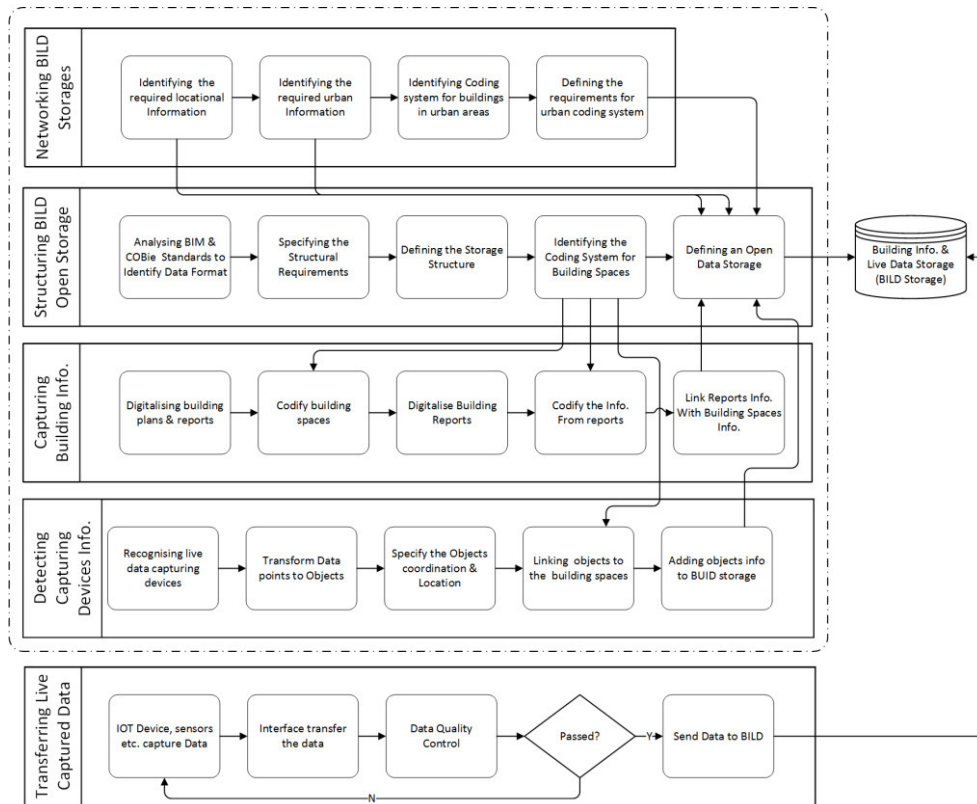 Networking BILD
Storages
Identifying the
required locational
Information
Identifying the
required urban
Information
Identifying Coding
system for buildings
in urban areas
Defining the
requirements for
urban coding system
Structuring BILD
Open Storage
Analysing BIM &
COBie Standards to
Identify Data Format
Specifying the
Structural
Requirements
Defining the Storage
Structure
Identifying the
Coding System for
Building Spaces
Defining an Open
Data Storage
Building Info. &
Live Data Storage
(BILD Storage)
Capturing
Building Info.
Digitalising building
plans & reports
Codify building
spaces
Digitalise Building
Reports
Codify the Info.
From reports
Link Reports Info.
With Building Spaces
Info.
Detecting
Capturing
Devices Info.
Recognising live
data capturing
devices
Transform Data
points to Objects
Specify the Objects
coordination &
Location
Linking objects to
the building spaces
Adding objects info
to BUID storage
Transferring Live
Captured Data
IOT Device, sensors
etc. capture Data
Interface transfer
the data
Data Quality
Control
Passed?
Y
Send Data to BILD
N